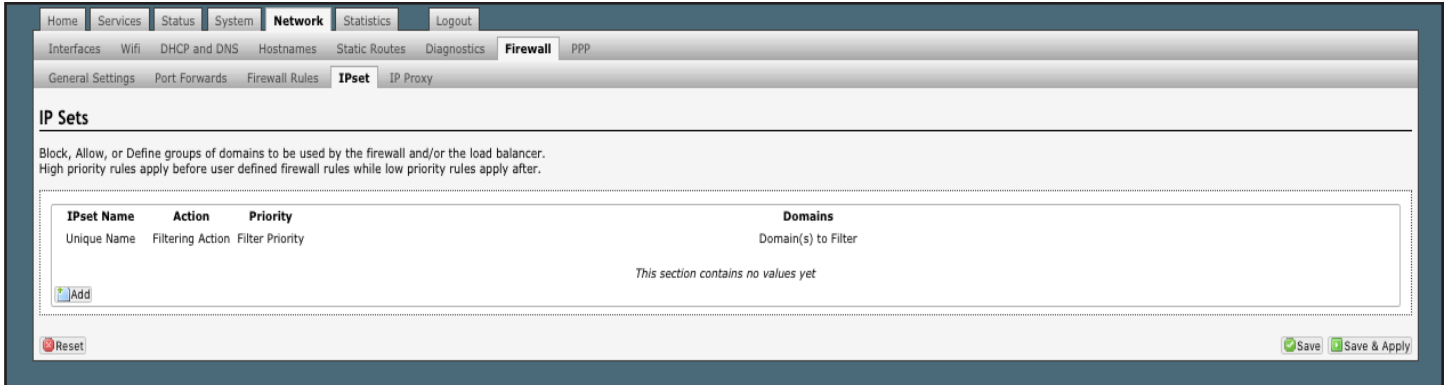 Home Services Status System Network Statistics Logout
Interfaces Wifi DHCP and DNS Hostnames Static Routes Diagnostics Firewall PPP
General Settings Port Forwards Firewall Rules IPset IP Proxy
IP Sets
Block, Allow, or Define groups of domains to be used by the firewall and/or the load balancer.
High priority rules apply before user defined firewall rules while low priority rules apply after.
IPset Name Action Priority Domains
Unique Name Filtering Action Filter Priority Domain(s) to Filter
This section contains no values yet
Add
Reset Save Save & Apply